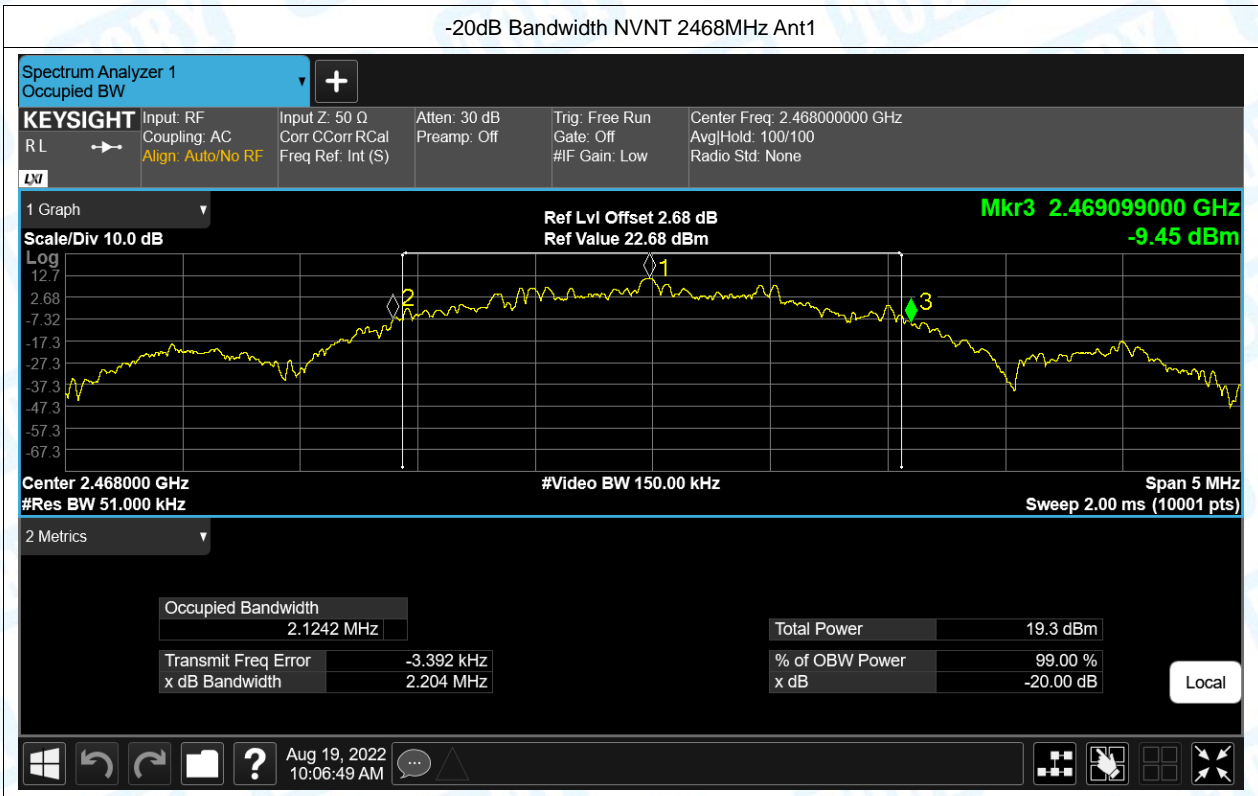 -20dB Bandwidth NVNT 2468MHz Ant1
Spectrum Analyzer 1
Occupied BW
KEYSIGHT
RL
LXI
Input: RF
Coupling: AC
Align: Auto/No RF
Input Z: 50 Ω
Corr CCorr RCal
Freq Ref: Int (S)
Atten: 30 dB
Preamp: Off
Trig: Free Run
Gate: Off
#IF Gain: Low
Center Freq: 2.468000000 GHz
Avg|Hold: 100/100
Radio Std: None
1 Graph
Scale/Div 10.0 dB
Ref Lvl Offset 2.68 dB
Ref Value 22.68 dBm
Mkr3 2.469099000 GHz
-9.45 dBm
Log
12.7
2.68
-7.32
-17.3
-27.3
-37.3
-47.3
-57.3
-67.3
1
2
3
Center 2.468000 GHz
#Video BW 150.00 kHz
Span 5 MHz
#Res BW 51.000 kHz
Sweep 2.00 ms (10001 pts)
2 Metrics
Occupied Bandwidth
2.1242 MHz
Transmit Freq Error -3.392 kHz
x dB Bandwidth 2.204 MHz
Total Power 19.3 dBm
% of OBW Power 99.00 %
x dB -20.00 dB
Local
?
Aug 19, 2022
10:06:49 AM